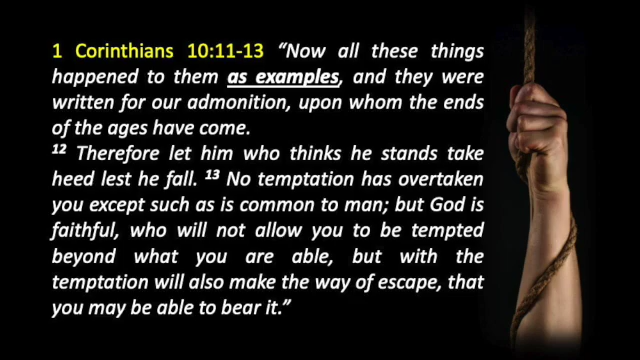 1 Corinthians 10:11-13 “Now all these things
happened to them as examples, and they were
written for our admonition, upon whom the ends
of the ages have come.
12 Therefore let him who thinks he stands take
heed lest he fall. 13 No temptation has overtaken
you except such as is common to man; but God is
faithful, who will not allow you to be tempted
beyond what you are able, but with the
temptation will also make the way of escape, that
you may be able to bear it.”